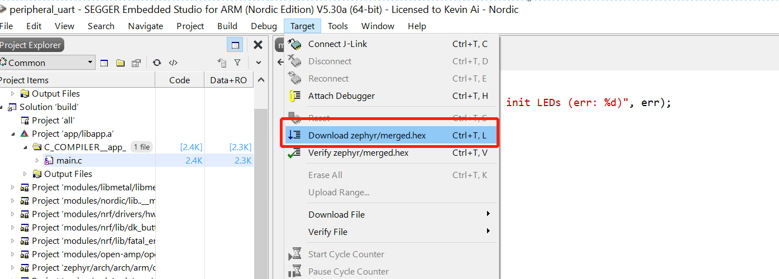 peripheral_uart - SEGGER Embedded Studio for ARM (Nordic Edition) V5.30a (64-bit) - Licensed to Kevin Ai - Nordic
File Edit View Search Navigate Project Build Debug Target Tools Window Help
Project Explorer
Common
Project Items Code Data+RO
Output Files
Solution 'build'
Project 'all'
Project 'app/libapp.a'
C_COMPILER__app_ 1 file [2.4K] [2.3K]
main.c 2.4K 2.3K
Output Files
Project 'modules/libmetal/libme
Project 'modules/nordic/lib..__m
Project 'modules/nrf/drivers/hw
Project 'modules/nrf/lib/dk_butt
Project 'modules/nrf/lib/fatal_er
Project 'modules/open-amp/ope
Project 'zephyr/arch/arch/arm/c
Connect J-Link Ctrl+T, C
Disconnect Ctrl+T, D
Reconnect Ctrl+T, E
Attach Debugger Ctrl+T, H
Reset
Download zephyr/merged.hex Ctrl+T, L
Verify zephyr/merged.hex Ctrl+T, V
Erase All Ctrl+T, K
Upload Range...
Download File
Verify File
Start Cycle Counter
Pause Cycle Counter
init LEDs (err: %d)", err);